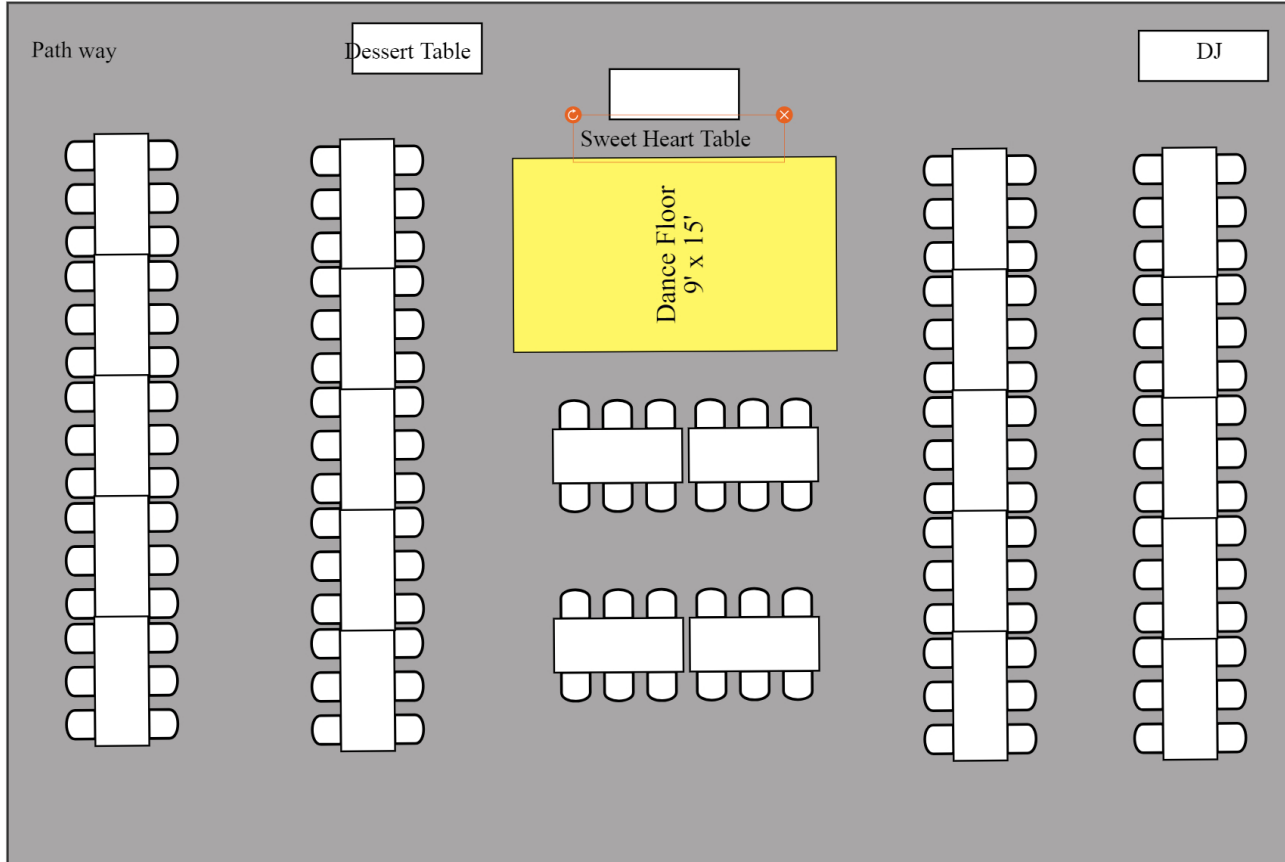 Path way
Dessert Table
DJ
Sweet Heart Table
Dance Floor
9' x 15'